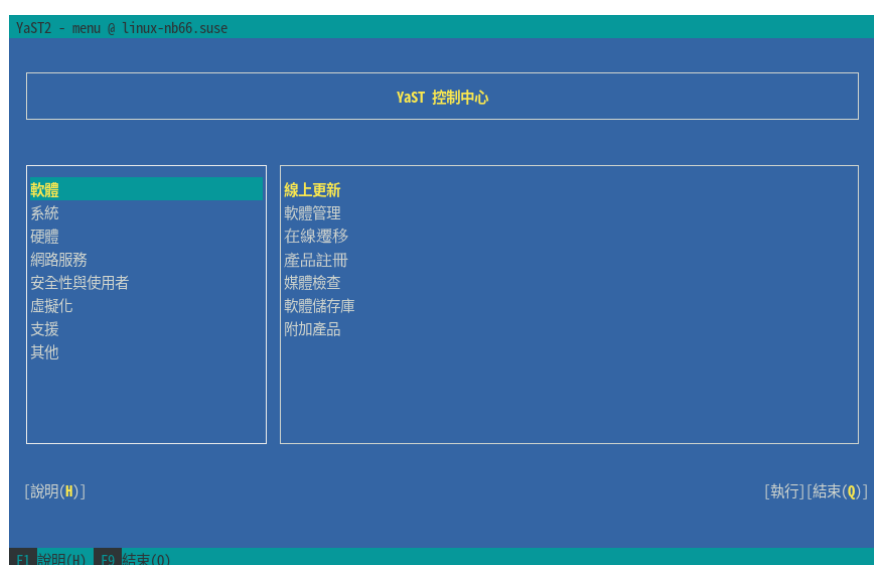 YaST2 - menu @ linux-nb66.suse
YaST 控制中心
軟體
系統
硬體
網路服務
安全性與使用者
虛擬化
支援
其他
線上更新
軟體管理
在線遷移
產品註冊
媒體檢查
軟體儲存庫
附加產品
[說明(H)]
[執行][結束(Q)]
F1 說明(H) F9 結束(Q)